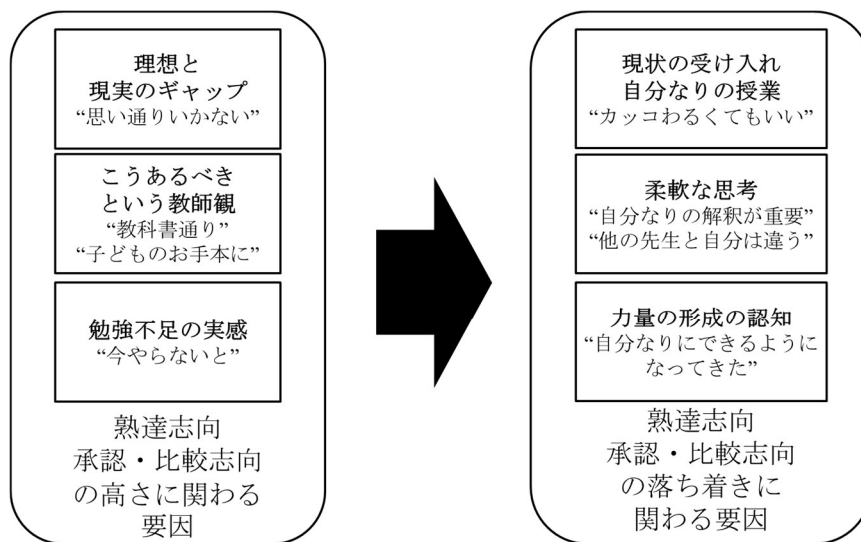 理想と
現実のギャップ
“思い通りいかない”
こうあるべき
という教師観
“教科書通り”
“子どものお手本に”
勉強不足の実感
“今やらないと”
熟達志向
承認・比較志向
の高さに関わる
要因
現状の受け入れ
自分なりの授業
“カッコわるくてもいい”
柔軟な思考
“自分なりの解釈が重要”
“他の先生と自分は違う”
力量の形成の認知
“自分なりにできるように
なってきた”
熟達志向
承認・比較志向
の落ち着きに
関わる要因